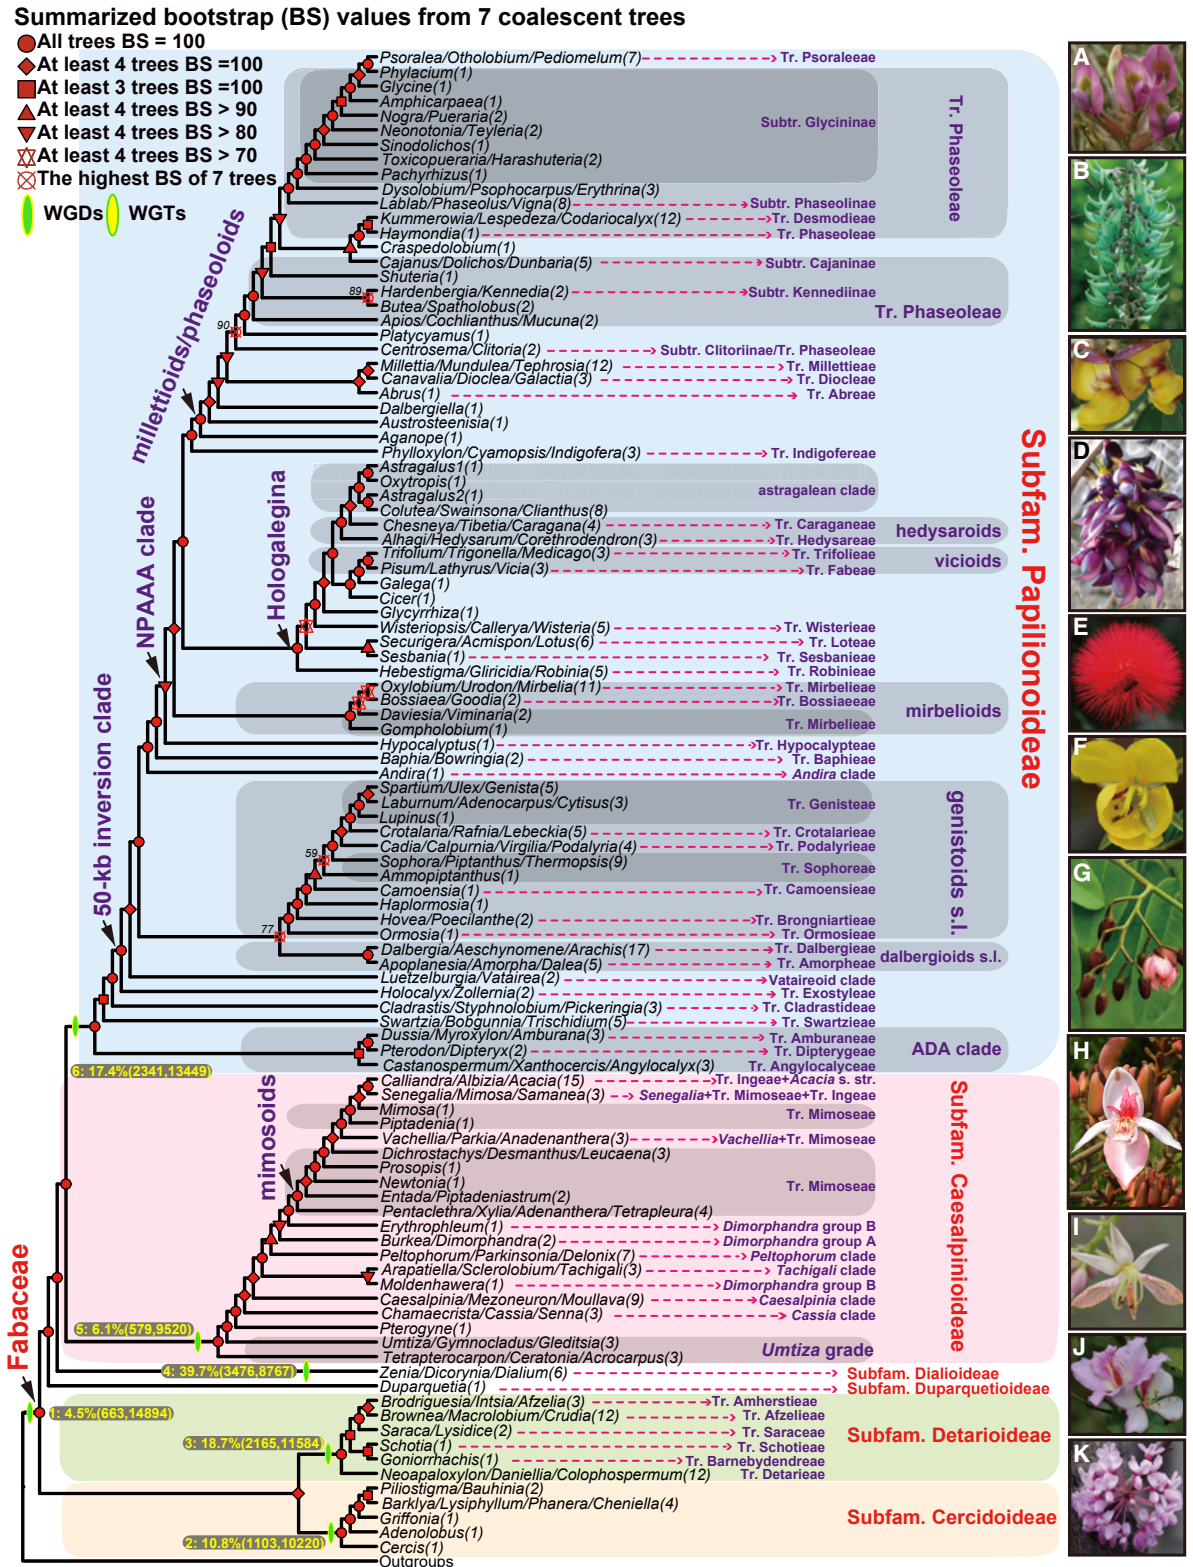 Summarized bootstrap (BS) values from 7 coalescent trees
All trees BS = 100
At least 4 trees BS =100
At least 3 trees BS =100
At least 4 trees BS > 90
At least 4 trees BS > 80
At least 4 trees BS > 70
The highest BS of 7 trees
WGDs WGTs
Psoralea/Otholobium/Pediomelum(7) Tr. Psoraleeae
Phylacium(1)
Glycine(1)
Amphicarpaea(1)
Nogra/Pueraria(2)
Subtr. Glycininae
Neonotonia/Teyleria(2)
Sinodolichos(1)
Toxicopueraria/Harashuteria(2)
Pachyrhizus(1)
Dysolobium/Psophocarpus/Erythrina(3)
Lablab/Phaseolus/Vigna(8) Subtr. Phaseolinae
Kummerowia/Lespedeza/Codariocalyx(12) Tr. Desmodieae
Haymondia(1) Tr. Phaseoleae
Craspedolobium(1)
Tr. Phaseoleae
Cajanus/Dolichos/Dunbaria(5) Subtr. Cajaninae
Shuteria(1)
89
Hardenbergia/Kennedia(2) Subtr. Kennediinae
Butea/Spatholobus(2)
Tr. Phaseoleae
Apios/Cochlianthus/Mucuna(2)
90
Platycyamus(1)
Centrosema/Clitoria(2) Subtr. Clitoriinae/Tr. Phaseoleae
Millettia/Mundulea/Tephrosia(12) Tr. Millettieae
Canavalia/Dioclea/Galactia(3) Tr. Diocleae
Abrus(1) Tr. Abreae
Dalbergiella(1)
Austrosteenisia(1)
Aganope(1)
Phylloxylon/Cyamopsis/Indigofera(3) Tr. Indigofereae
millettioids/phaseoloids
Astragalus1(1)
Oxytropis(1)
astragalean clade
Astragalus2(1)
Colutea/Swainsona/Clianthus(8)
Chesneya/Tibetia/Caragana(4) Tr. Caraganeae
hedysaroids
Alhagi/Hedysarum/Corethrodendron(3) Tr. Hedysareae
Trifolium/Trigonella/Medicago(3) Tr. Trifolieae
vicioids
Pisum/Lathyrus/Vicia(3) Tr. Fabeae
Galega(1)
Cicer(1)
Glycyrrhiza(1)
Wisteriopsis/Callerya/Wisteria(5) Tr. Wisterieae
Securigera/Acmispon/Lotus(6) Tr. Loteae
Sesbania(1) Tr. Sesbanieae
Hebestigma/Gliricidia/Robinia(5) Tr. Robinieae
Hologalegina
NPAAA clade
Oxylobium/Urodon/Mirbelia(11) Tr. Mirbelieae
Bossiaea/Goodia(2) Tr. Bossiaeeae
mirbelioids
Daviesia/Viminaria(2)
Tr. Mirbelieae
Gompholobium(1)
Hypocalyptus(1) Tr. Hypocalypteae
Baphia/Bowringia(2) Tr. Baphieae
Andira(1) Andira clade
Subfam. Papilionoideae
Spartium/Ulex/Genista(5)
Laburnum/Adenocarpus/Cytisus(3) Tr. Genisteae
Lupinus(1)
Crotalaria/Rafnia/Lebeckia(5) Tr. Crotalarieae
Cadia/Calpurnia/Virgilia/Podalyria(4) Tr. Podalyrieae
59
Sophora/Piptanthus/Thermopsis(9)
Tr. Sophoreae
Ammopiptanthus(1)
Camoensia(1) Tr. Camoensieae
Haplormosia(1)
Hovea/Poecilanthe(2) Tr. Brongniartieae
77
Ormosia(1) Tr. Ormosieae
genistoids s.l.
Dalbergia/Aeschynomene/Arachis(17) Tr. Dalbergieae
dalbergioids s.l.
Apoplanesia/Amorpha/Dalea(5) Tr. Amorpheae
Luetzelburgia/Vatairea(2) Vataireoid clade
Holocalyx/Zollernia(2) Tr. Exostyleae
Cladrastis/Styphnolobium/Pickeringia(3) Tr. Cladrastideae
Swartzia/Bobgunnia/Trischidium(5) Tr. Swartzieae
50-kb inversion clade
Dussia/Myroxylon/Amburana(3) Tr. Amburaneae
Pterodon/Dipteryx(2) Tr. Dipterygeae
ADA clade
Castanospermum/Xanthocercis/Angylocalyx(3) Tr. Angylocalyceae
6: 17.4%(2341,13449)
Calliandra/Albizia/Acacia(15) Tr. Ingeae+Acacia s. str.
Senegalia/Mimosa/Samanea(3) Senegalia+Tr. Mimoseae+Tr. Ingeae
Mimosa(1)
Tr. Mimoseae
Piptadenia(1)
Vachellia/Parkia/Anadenanthera(3) Vachellia+Tr. Mimoseae
Dichrostachys/Desmanthus/Leucaena(3)
Prosopis(1)
Newtonia(1)
Tr. Mimoseae
Entada/Piptadeniastrum(2)
Pentaclethra/Xylia/Adenanthera/Tetrapleura(4)
mimosoids
Erythrophleum(1) Dimorphandra group B
Burkea/Dimorphandra(2) Dimorphandra group A
Peltophorum/Parkinsonia/Delonix(7) Peltophorum clade
Arapatiella/Sclerolobium/Tachigali(3) Tachigali clade
Moldenhawera(1) Dimorphandra group B
Caesalpinia/Mezoneuron/Moullava(9) Caesalpinia clade
Chamaecrista/Cassia/Senna(3) Cassia clade
Pterogyne(1)
Subfam. Caesalpinioideae
5: 6.1%(579,9520)
Umtiza/Gymnocladus/Gleditsia(3)
Umtiza grade
Tetrapterocarpon/Ceratonia/Acrocarpus(3)
4: 39.7%(3476,8767)
Zenia/Dicorynia/Dialium(6) Subfam. Dialioideae
Duparquetia(1) Subfam. Duparquetioideae
Fabaceae
1: 4.5%(663,14894)
Brodriguesia/Intsia/Afzelia(3) Tr. Amherstieae
Brownea/Macrolobium/Crudia(12) Tr. Afzelieae
Saraca/Lysidice(2) Tr. Saraceae
Subfam. Detarioideae
3: 18.7%(2165,11584)
Schotia(1) Tr. Schotieae
Goniorrhachis(1) Tr. Barnebydendreae
Neoapaloxylon/Daniellia/Colophospermum(12) Tr. Detarieae
Piliostigma/Bauhinia(2)
Barklya/Lysiphyllum/Phanera/Cheniella(4)
Griffonia(1)
Subfam. Cercidoideae
Adenolobus(1)
2: 10.8%(1103,10220)
Cercis(1)
Outgroups
A
B
C
D
E
F
G
H
I
J
K